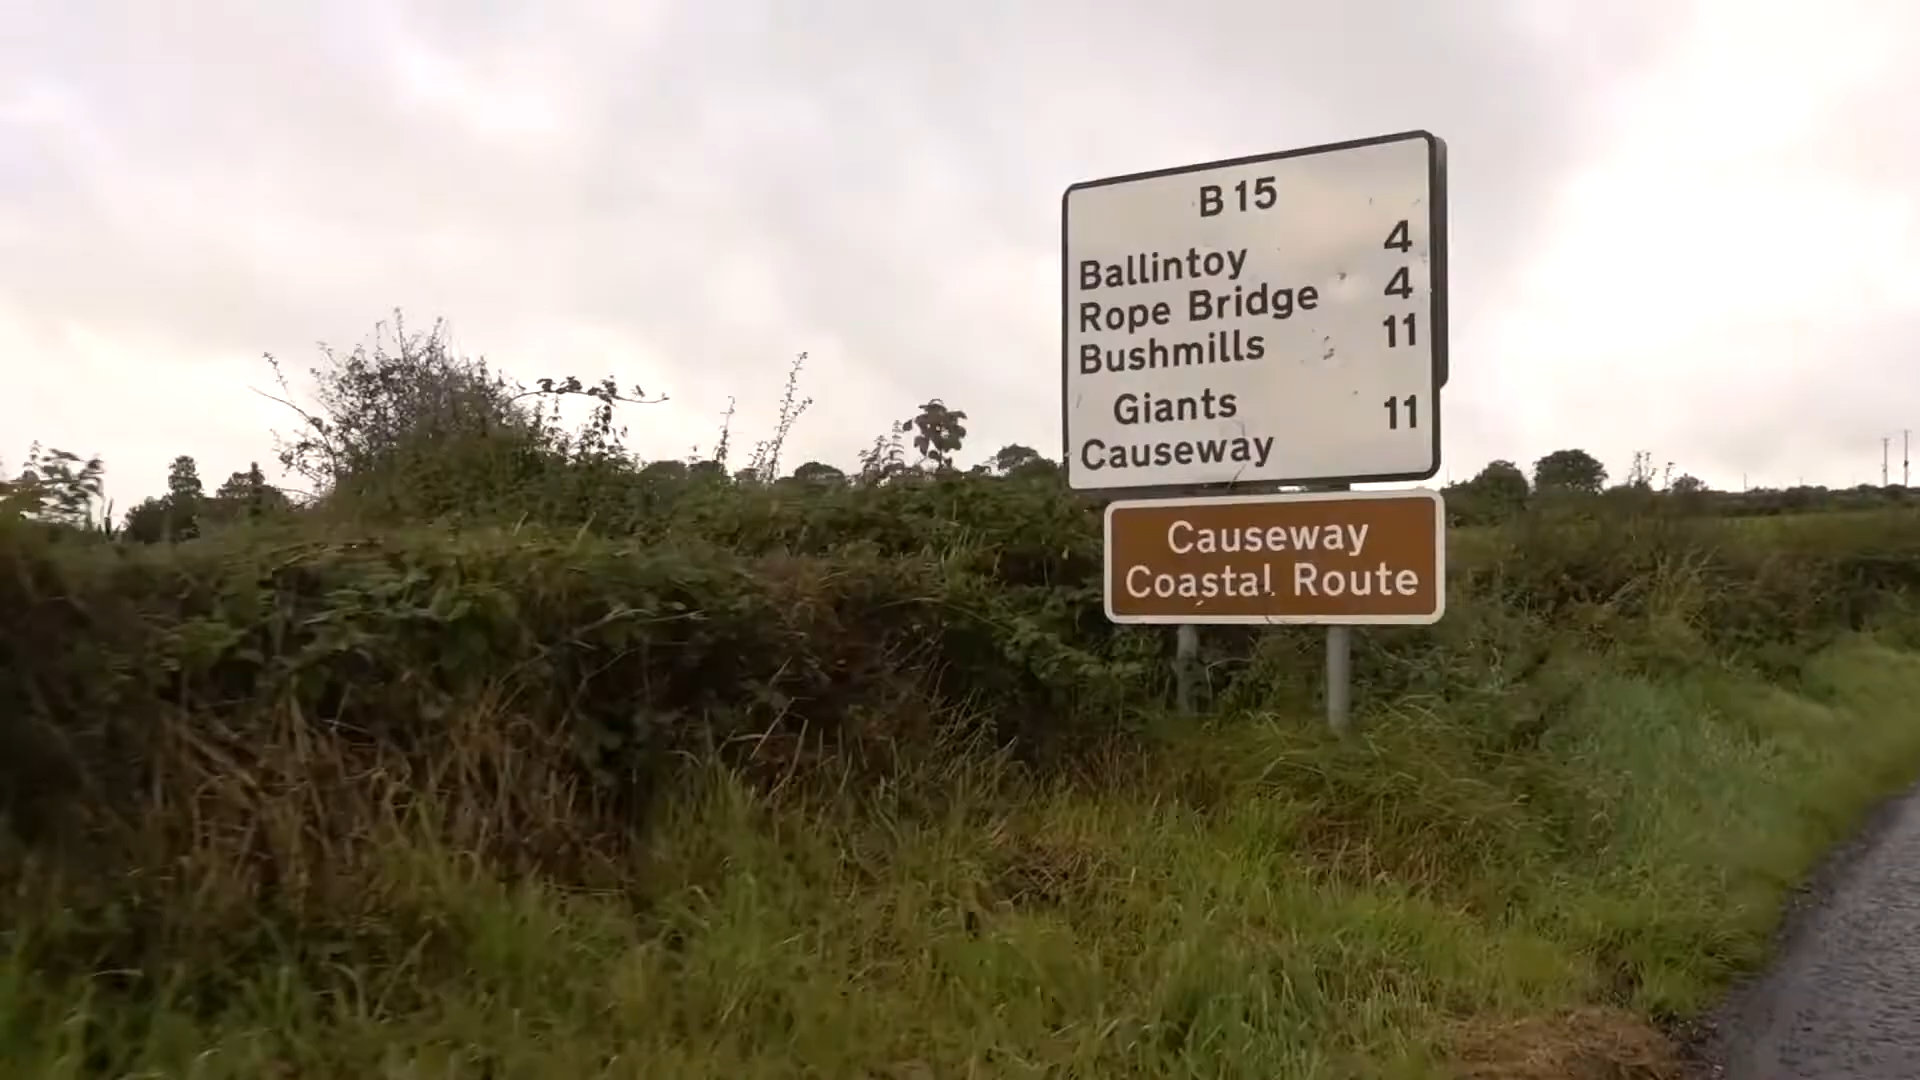 B15
Ballintoy 4
Rope Bridge 4
Bushmills 11
Giants 11
Causeway
Causeway
Coastal Route